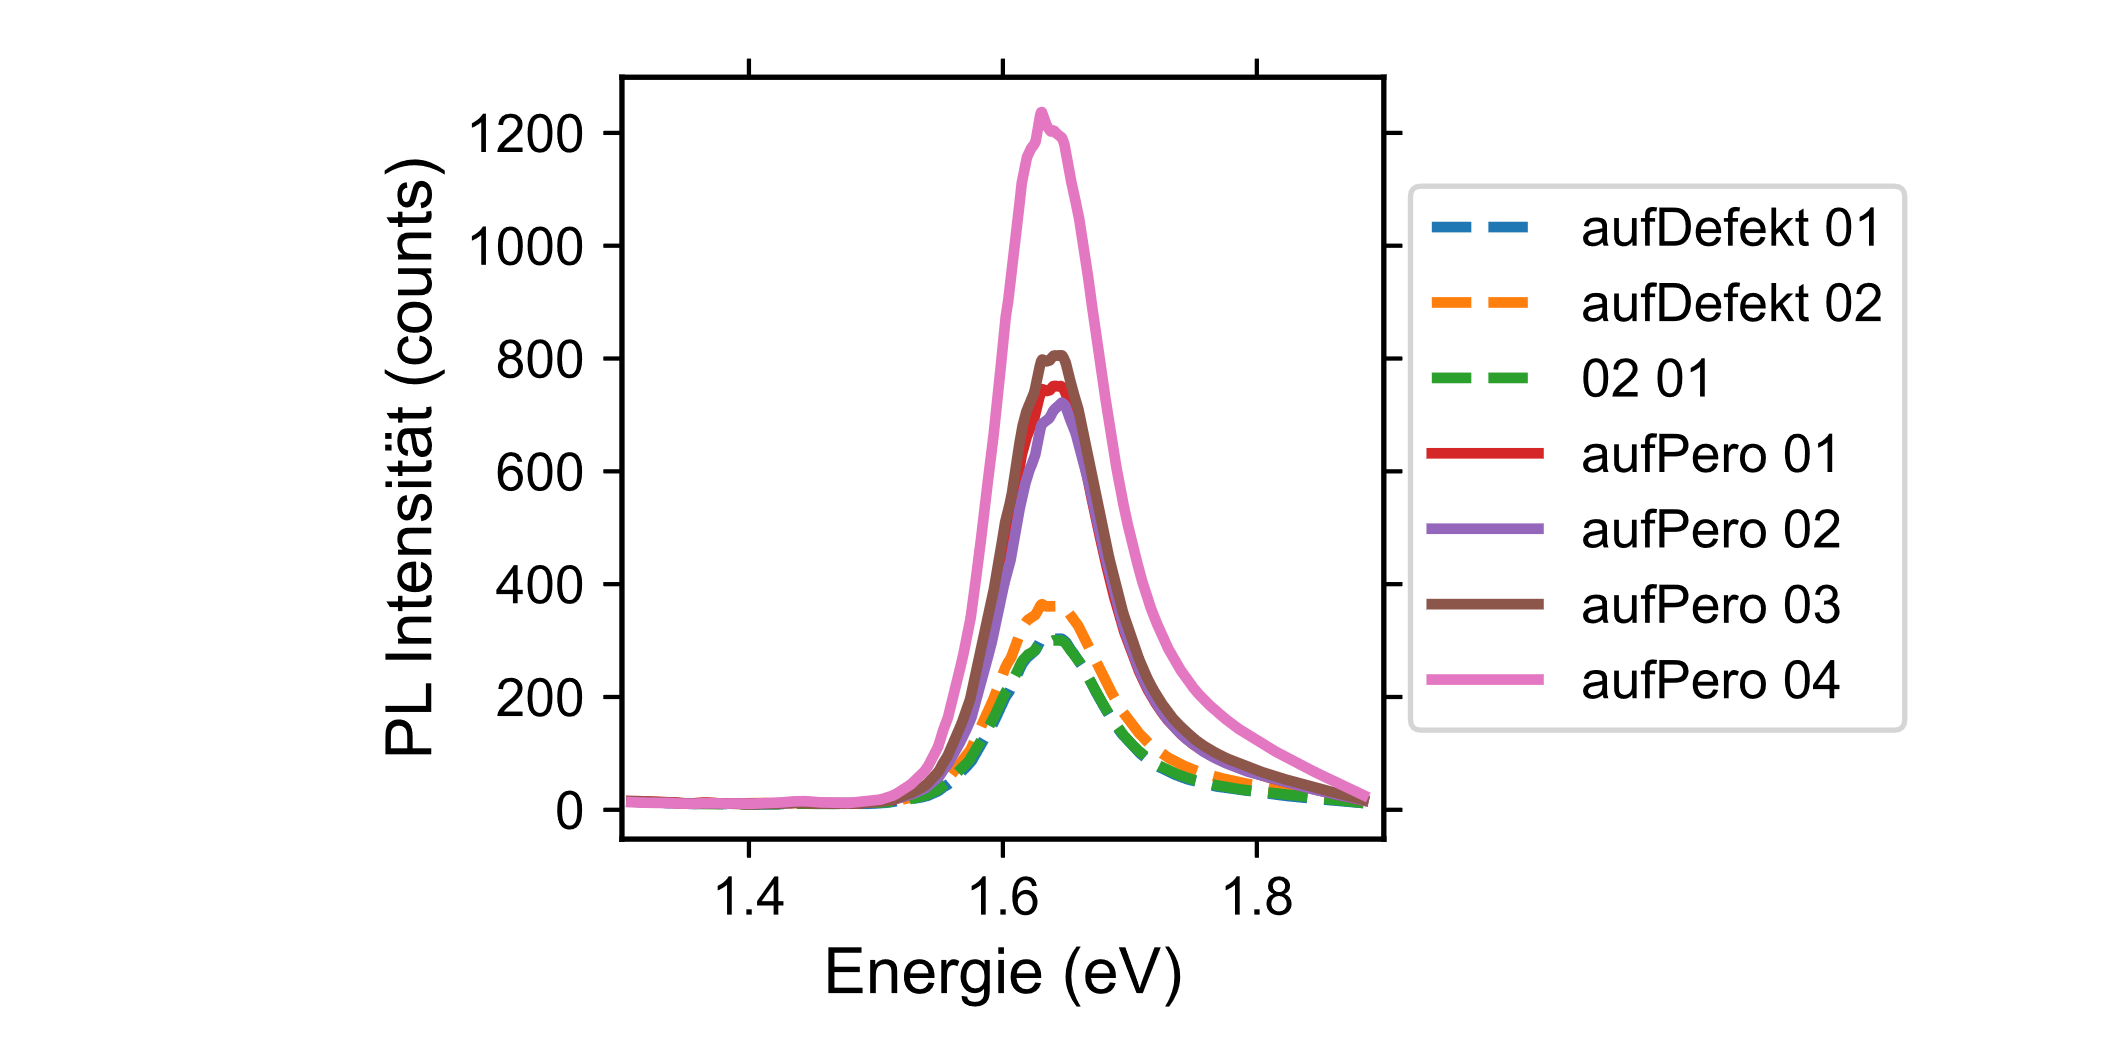 PL Intensität (counts)
1200
1000
800
600
400
200
0
1.4 1.6 1.8
Energie (eV)
aufDefekt 01
aufDefekt 02
02 01
aufPero 01
aufPero 02
aufPero 03
aufPero 04